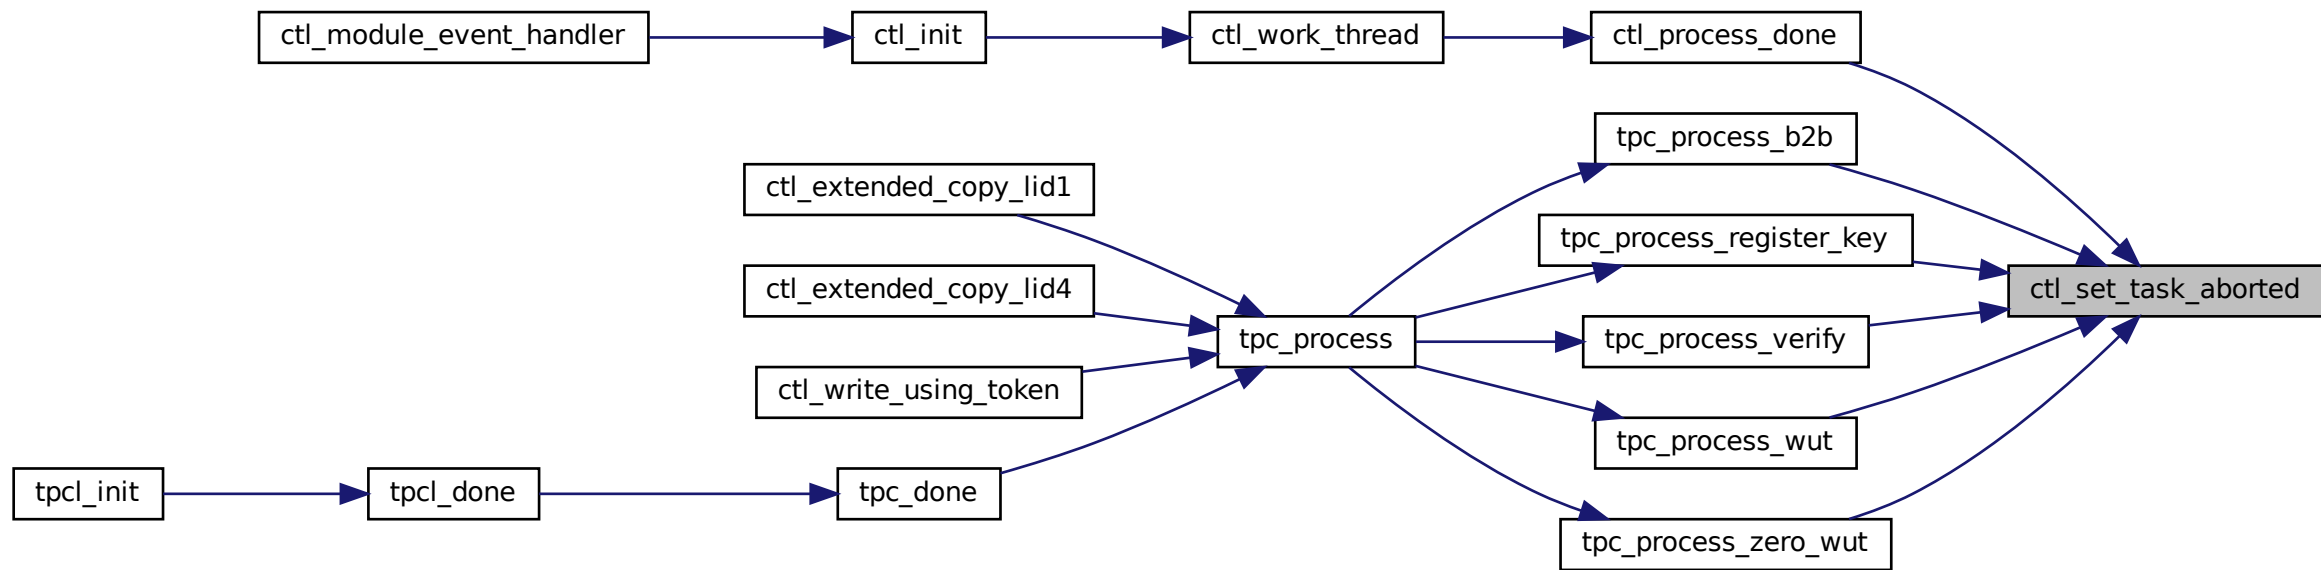 ctl_module_event_handler
ctl_init
ctl_work_thread
ctl_process_done
tpc_process_b2b
ctl_extended_copy_lid1
tpc_process_register_key
ctl_extended_copy_lid4
ctl_set_task_aborted
tpc_process
tpc_process_verify
ctl_write_using_token
tpc_process_wut
tpcl_init
tpcl_done
tpc_done
tpc_process_zero_wut